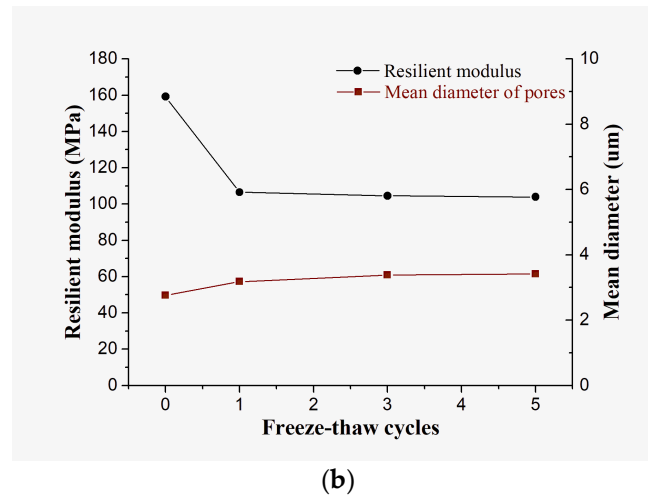 180
160
140
120
100
80
60
40
20
0
Resilient modulus (MPa)
Resilient modulus
Mean diameter of pores
10
8
6
4
2
0
Mean diameter (um)
0 1 2 3 4 5
Freeze-thaw cycles
(b)